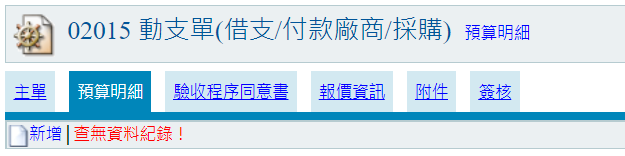 02015 動支單(借支/付款廠商/採購) 預算明細
主單 預算明細 驗收程序同意書 報價資訊 附件 簽核
新增 | 查無資料紀錄！